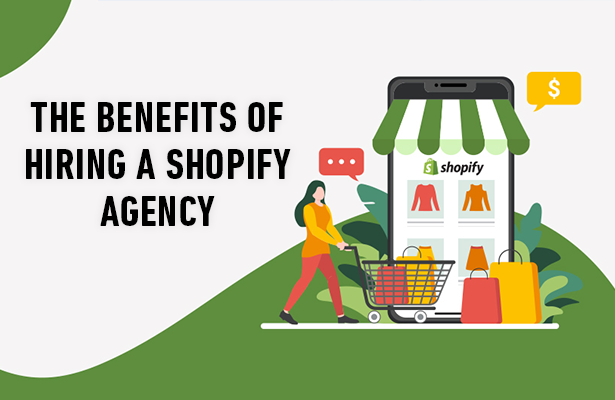 THE BENEFITS OF
HIRING A SHOPIFY
AGENCY
$
shopify